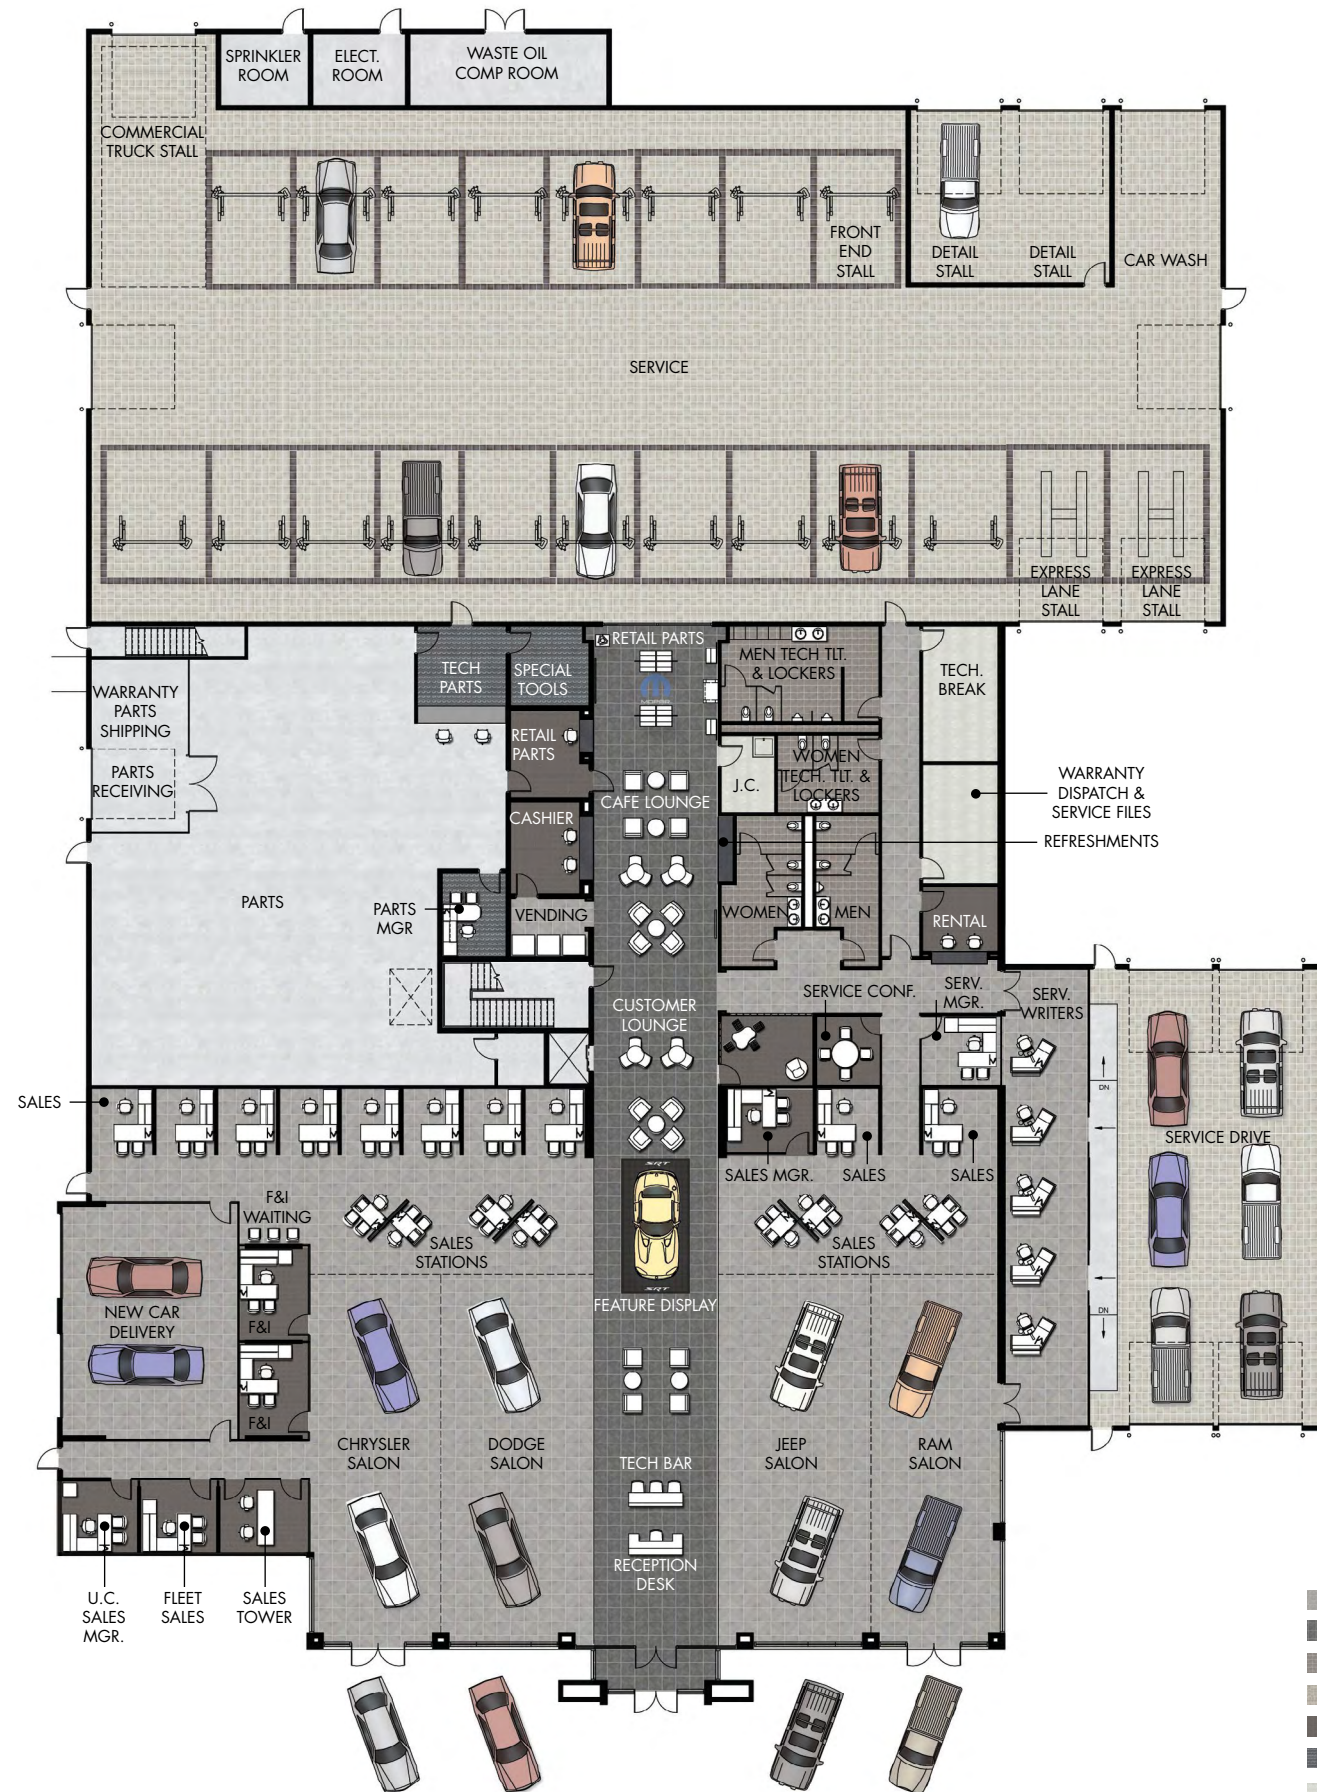 SPRINKLER
ROOM
ELECT.
ROOM
WASTE OIL
COMP ROOM
COMMERCIAL
TRUCK STALL
FRONT
END
STALL
DETAIL
STALL
DETAIL
STALL
CAR WASH
SERVICE
EXPRESS
LANE
STALL
EXPRESS
LANE
STALL
RETAIL PARTS
MEN TECH TLT.
& LOCKERS
TECH
PARTS
SPECIAL
TOOLS
TECH.
BREAK
WARRANTY
PARTS
SHIPPING
RETAIL
PARTS
WOMEN
TECH. TLT. &
LOCKERS
PARTS
RECEIVING
J.C.
WARRANTY
DISPATCH &
SERVICE FILES
CAFE LOUNGE
CASHIER
REFRESHMENTS
PARTS
PARTS
MGR
VENDING
WOMEN
MEN
RENTAL
CUSTOMER
LOUNGE
SERVICE CONF.
SERV.
MGR.
SERV.
WRITERS
DN
SALES
SERVICE DRIVE
SALES MGR.
SALES
SALES
SRT
F&I
WAITING
SALES
STATIONS
SALES
STATIONS
SRT
FEATURE DISPLAY
NEW CAR
DELIVERY
F&I
DN
F&I
CHRYSLER
SALON
DODGE
SALON
TECH BAR
JEEP
SALON
RAM
SALON
RECEPTION
DESK
U.C.
SALES
MGR.
FLEET
SALES
SALES
TOWER